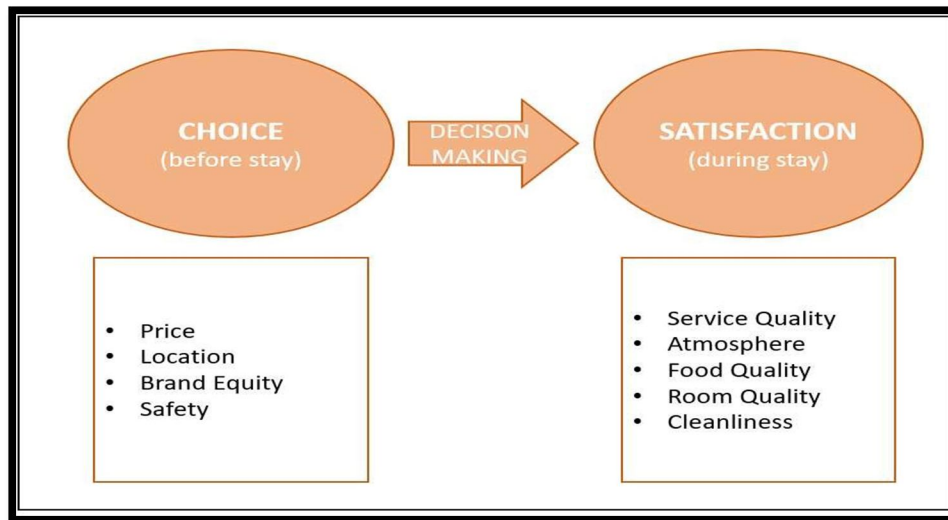 CHOICE
(before stay)
DECISON
MAKING
SATISFACTION
(during stay)
• Price
• Location
• Brand Equity
• Safety
• Service Quality
• Atmosphere
• Food Quality
• Room Quality
• Cleanliness